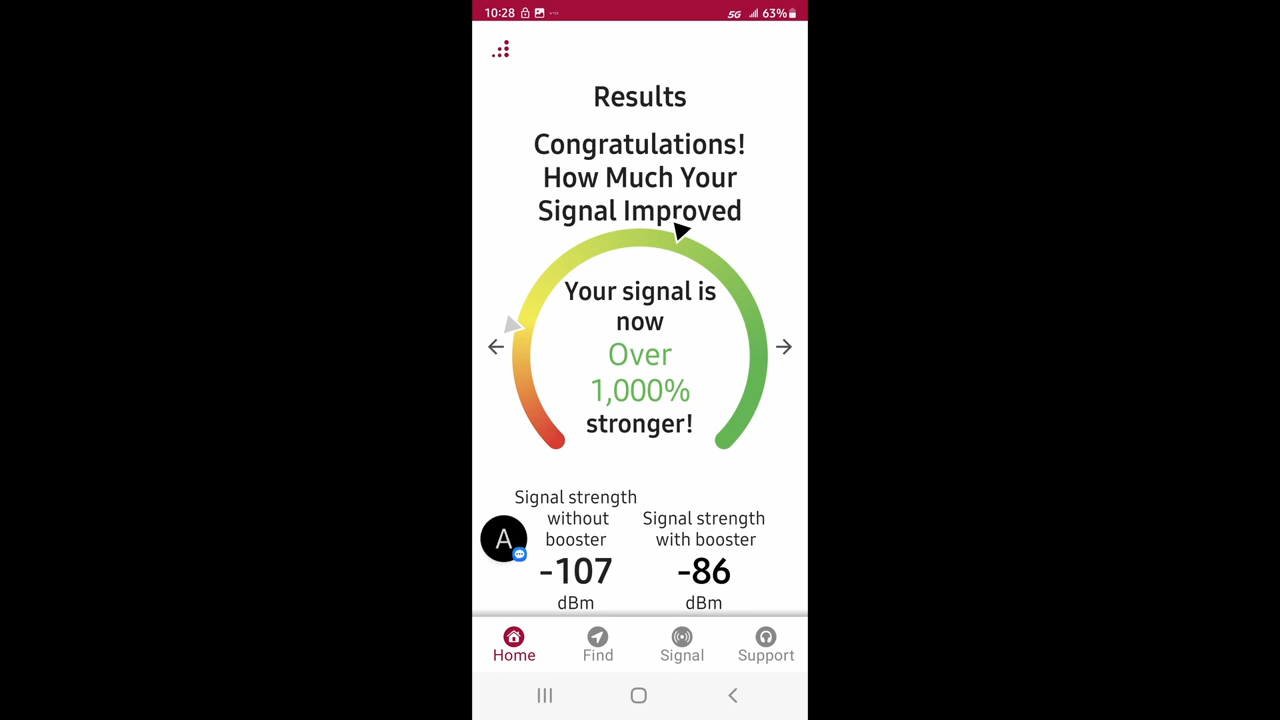 10:28
5G 63%
Results
Congratulations!
How Much Your
Signal Improved
Your signal is
now
Over
1,000%
stronger!
Signal strength
without
booster
-107
dBm
Signal strength
with booster
-86
dBm
A
Home Find Signal Support